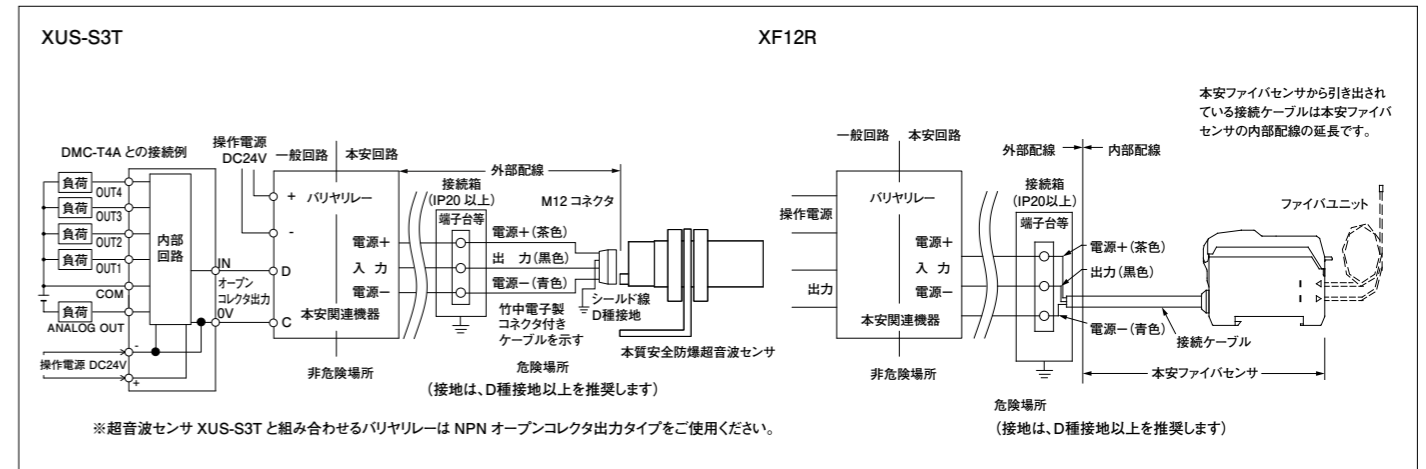 XUS-S3T
DMC-T4A との接続例
操作電源
DC24V
一般回路
本安回路
外部配線
負荷
OUT4
負荷
OUT3
負荷
OUT2
負荷
OUT1
COM
負荷
ANALOG OUT
内部
回路
IN
オープン
コレクタ出力
0V
操作電源 DC24V
-
+
+
-
D
C
バリヤリレー
電源+
入 力
電源−
本安関連機器
接続箱
(IP20 以上)
端子台等
M12 コネクタ
電源+(茶色)
出 力(黒色)
電源−(青色)
シールド線
D種接地
竹中電子製
コネクタ付き
ケーブルを示す
本質安全防爆超音波センサ
非危険場所
危険場所
(接地は、D種接地以上を推奨します)
※超音波センサ XUS-S3T と組み合わせるバリヤリレーは NPN オープンコレクタ出力タイプをご使用ください。
XF12R
本安ファイバセンサから引き出され
ている接続ケーブルは本安ファイバ
センサの内部配線の延長です。
一般回路
本安回路
外部配線
内部配線
操作電源
出力
バリヤリレー
電源+
入 力
電源−
本安関連機器
接続箱
(IP20以上)
端子台等
電源+(茶色)
出力(黒色)
電源−(青色)
接続ケーブル
ファイバユニット
本安ファイバセンサ
非危険場所
危険場所
(接地は、D種接地以上を推奨します)